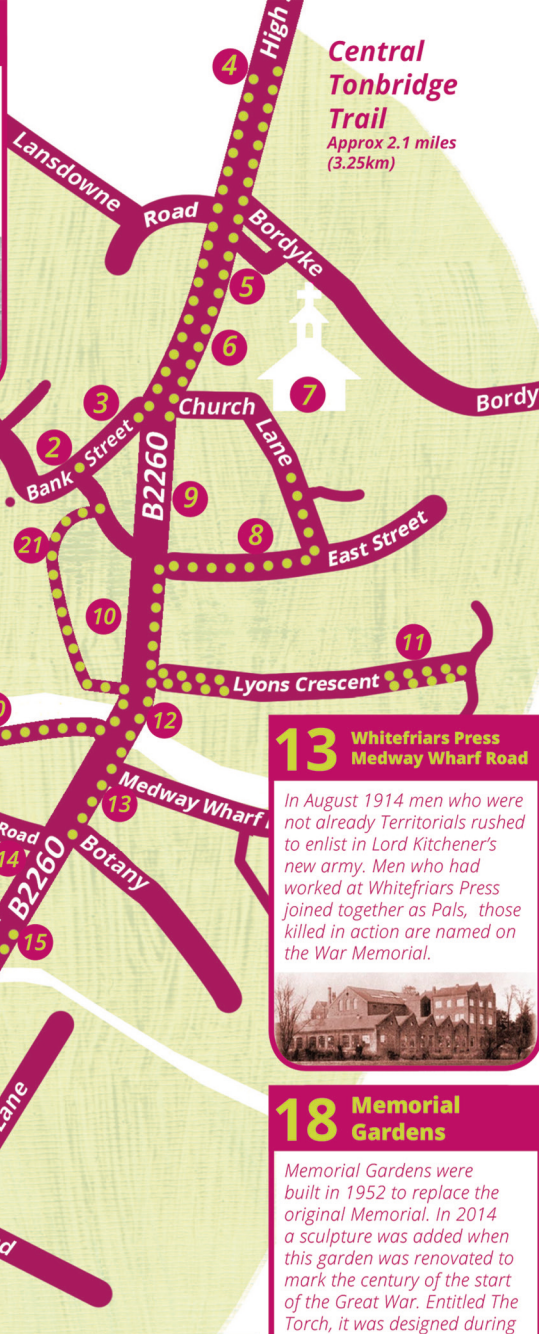 High
Central
Tonbridge
Trail
Approx 2.1 miles
(3.25km)
4
Lansdowne
Road
Bordyke
5
6
7
Bordy
3
Church
Lane
2
Bank Street
B2260
9
8
East Street
21
10
11
Lyons Crescent
12
0
13
Medway Wharf
Road
14
B2260
Botany
15
Lane
d
13 Whitefriars Press
Medway Wharf Road
In August 1914 men who were
not already Territorials rushed
to enlist in Lord Kitchener's
new army. Men who had
worked at Whitefriars Press
joined together as Pals, those
killed in action are named on
the War Memorial.
18 Memorial
Gardens
Memorial Gardens were
built in 1952 to replace the
original Memorial. In 2014
a sculpture was added when
this garden was renovated to
mark the century of the start
of the Great War. Entitled The
Torch, it was designed during